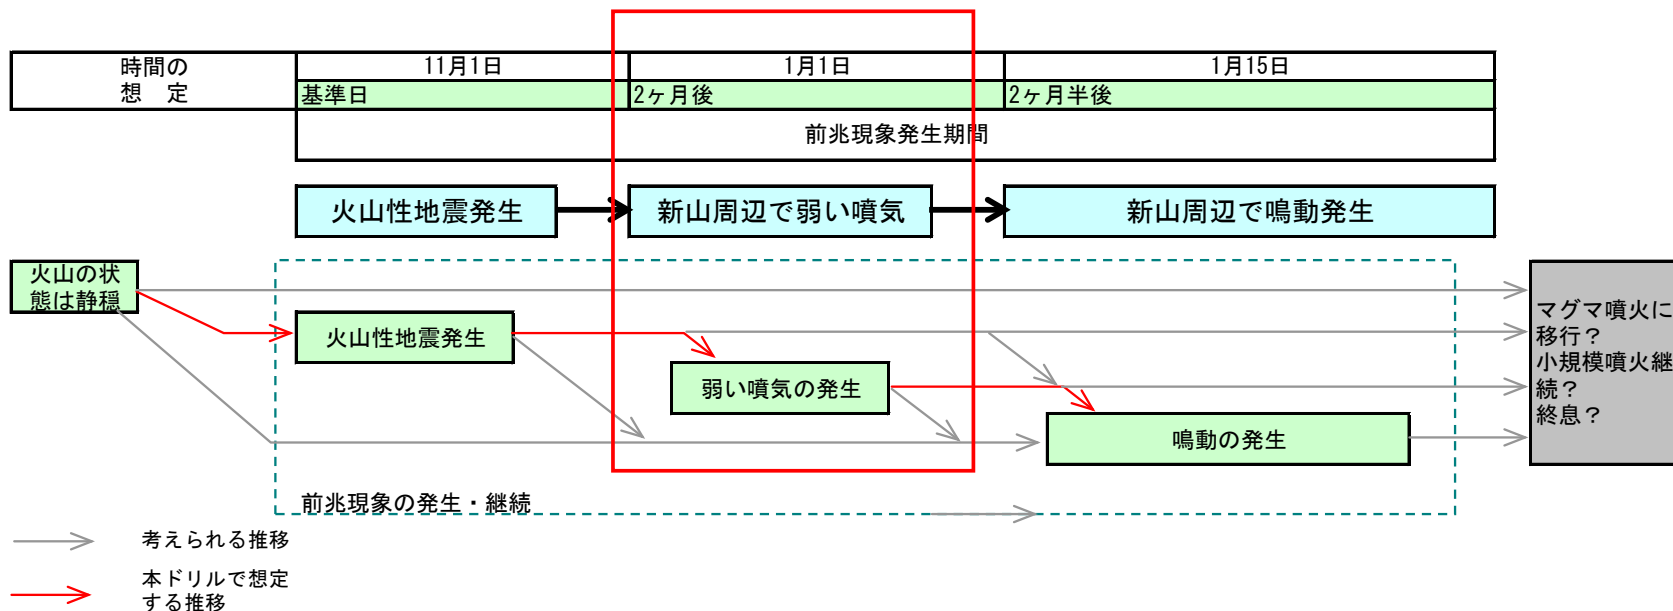 時間の
想　定
11月1日
1月1日
1月15日
基準日
2ヶ月後
2ヶ月半後
前兆現象発生期間
火山性地震発生
新山周辺で弱い噴気
新山周辺で鳴動発生
火山の状
態は静穏
火山性地震発生
弱い噴気の発生
鳴動の発生
マグマ噴火に
移行？
小規模噴火継
続？
終息？
前兆現象の発生・継続
考えられる推移
本ドリルで想定
する推移